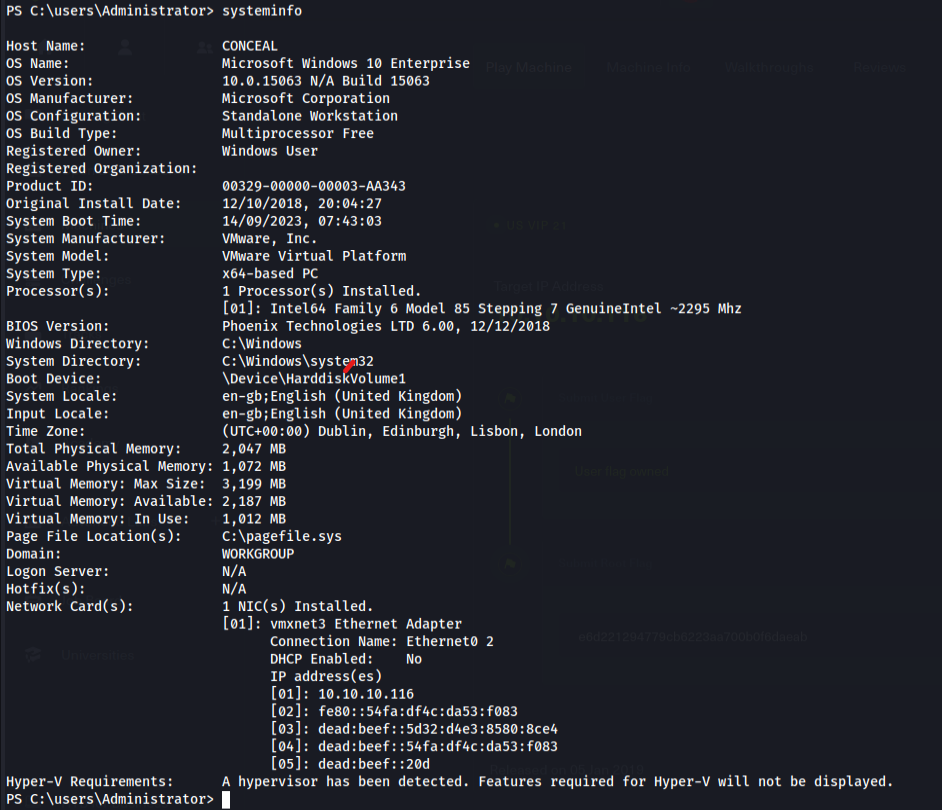 PS C:\users\Administrator> systeminfo
Host Name: CONCEAL
OS Name: Microsoft Windows 10 Enterprise
OS Version: 10.0.15063 N/A Build 15063
OS Manufacturer: Microsoft Corporation
OS Configuration: Standalone Workstation
OS Build Type: Multiprocessor Free
Registered Owner: Windows User
Registered Organization:
Product ID: 00329-00000-00003-AA343
Original Install Date: 12/10/2018, 20:04:27
System Boot Time: 14/09/2023, 07:43:03
System Manufacturer: VMware, Inc.
System Model: VMware Virtual Platform
System Type: x64-based PC
Processor(s): 1 Processor(s) Installed.
[01]: Intel64 Family 6 Model 85 Stepping 7 GenuineIntel ~2295 Mhz
BIOS Version: Phoenix Technologies LTD 6.00, 12/12/2018
Windows Directory: C:\Windows
System Directory: C:\Windows\system32
Boot Device: \Device\HarddiskVolume1
System Locale: en-gb;English (United Kingdom)
Input Locale: en-gb;English (United Kingdom)
Time Zone: (UTC+00:00) Dublin, Edinburgh, Lisbon, London
Total Physical Memory: 2,047 MB
Available Physical Memory: 1,072 MB
Virtual Memory: Max Size: 3,199 MB
Virtual Memory: Available: 2,187 MB
Virtual Memory: In Use: 1,012 MB
Page File Location(s): C:\pagefile.sys
Domain: WORKGROUP
Logon Server: N/A
Hotfix(s): N/A
Network Card(s): 1 NIC(s) Installed.
[01]: vmxnet3 Ethernet Adapter
Connection Name: Ethernet0 2
DHCP Enabled: No
IP address(es)
[01]: 10.10.10.116
[02]: fe80::54fa:df4c:da53:f083
[03]: dead:beef::5d32:d4e3:8580:8ce4
[04]: dead:beef::54fa:df4c:da53:f083
[05]: dead:beef::20d
Hyper-V Requirements: A hypervisor has been detected. Features required for Hyper-V will not be displayed.
PS C:\users\Administrator>
Play Machine Machine Info Walkthroughs Reviews
User flag owned
Universities